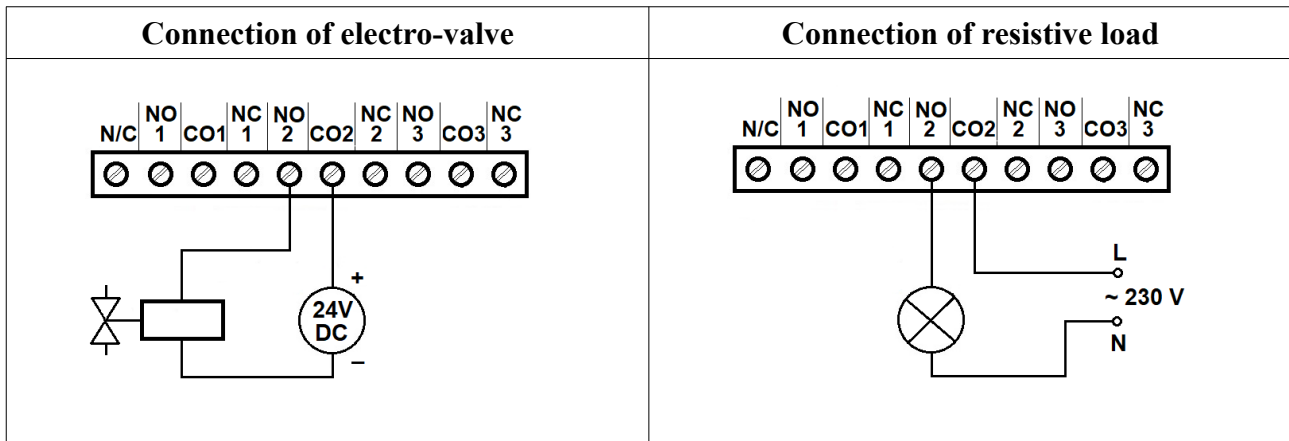 Connection of electro-valve
NO NC NO NC NO NC
N/C 1 CO1 1 2 CO2 2 3 CO3 3
+
24V
DC
–
Connection of resistive load
NO NC NO NC NO NC
N/C 1 CO1 1 2 CO2 2 3 CO3 3
L
~ 230 V
N